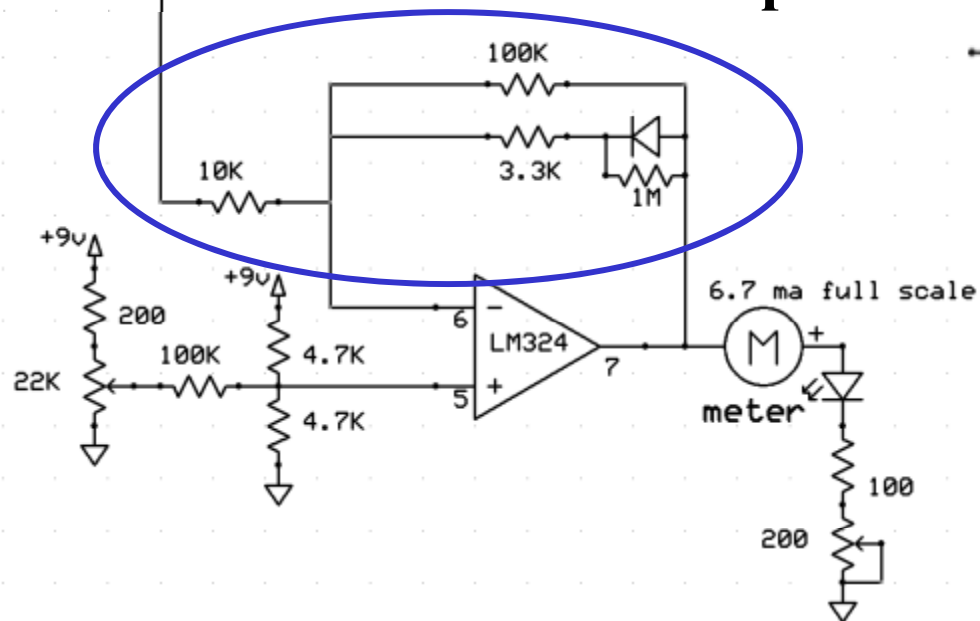 100K
3.3K
1M
10K
+9v
200
22K
100K
+9v
4.7K
4.7K
6
5
-
+
LM324
7
6.7 ma full scale
M
+
meter
100
200